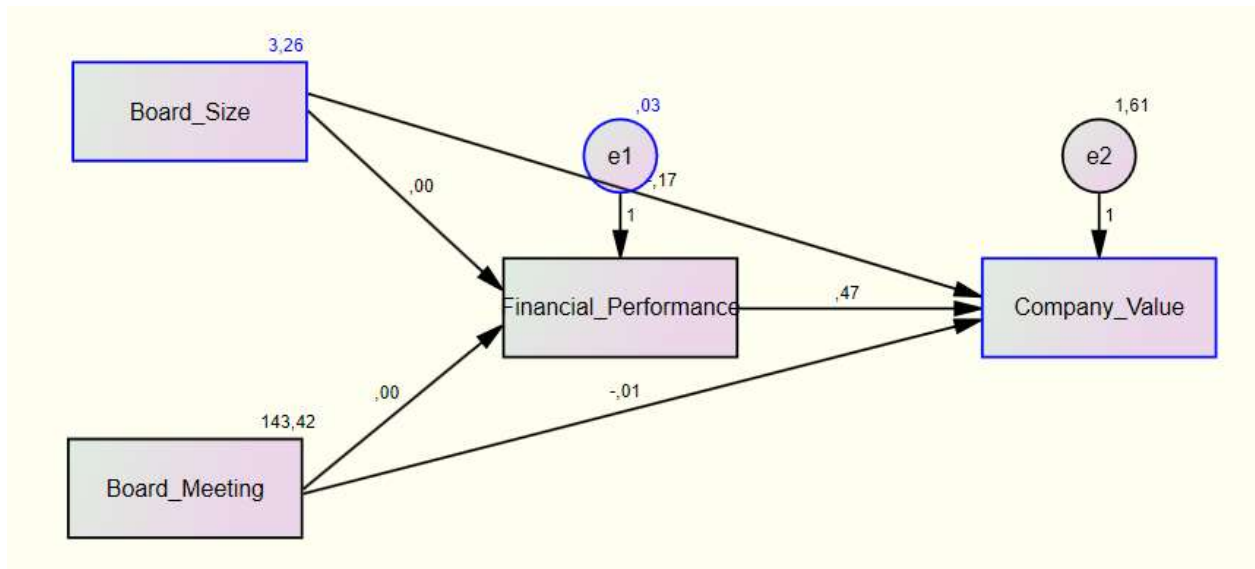 3,26
Board_Size
,03
e1
1,61
e2
-,17
,00
1
1
Financial_Performance
,47
Company_Value
,00
-,01
143,42
Board_Meeting